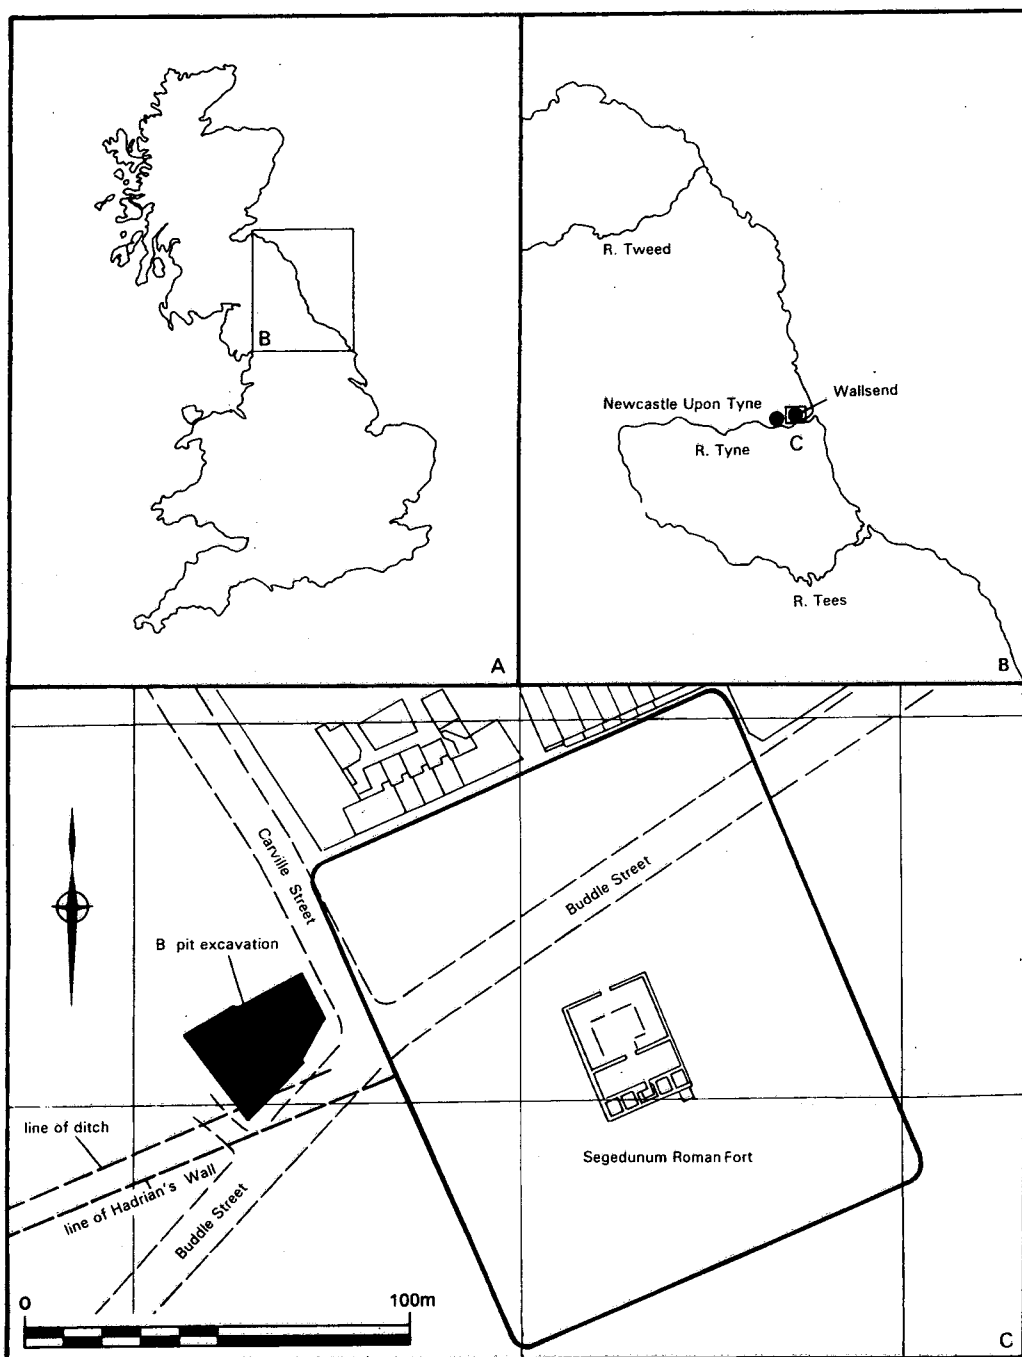 B
A
R. Tweed
Newcastle Upon Tyne
Wallsend
R. Tyne
C
R. Tees
B
Carville Street
Buddle Street
B pit excavation
line of ditch
line of Hadrian's Wall
Buddle Street
Segedunum Roman Fort
0
100m
C